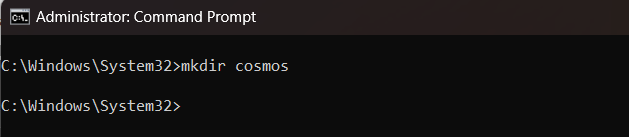 Administrator: Command Prompt
C:\Windows\System32>mkdir cosmos
C:\Windows\System32>